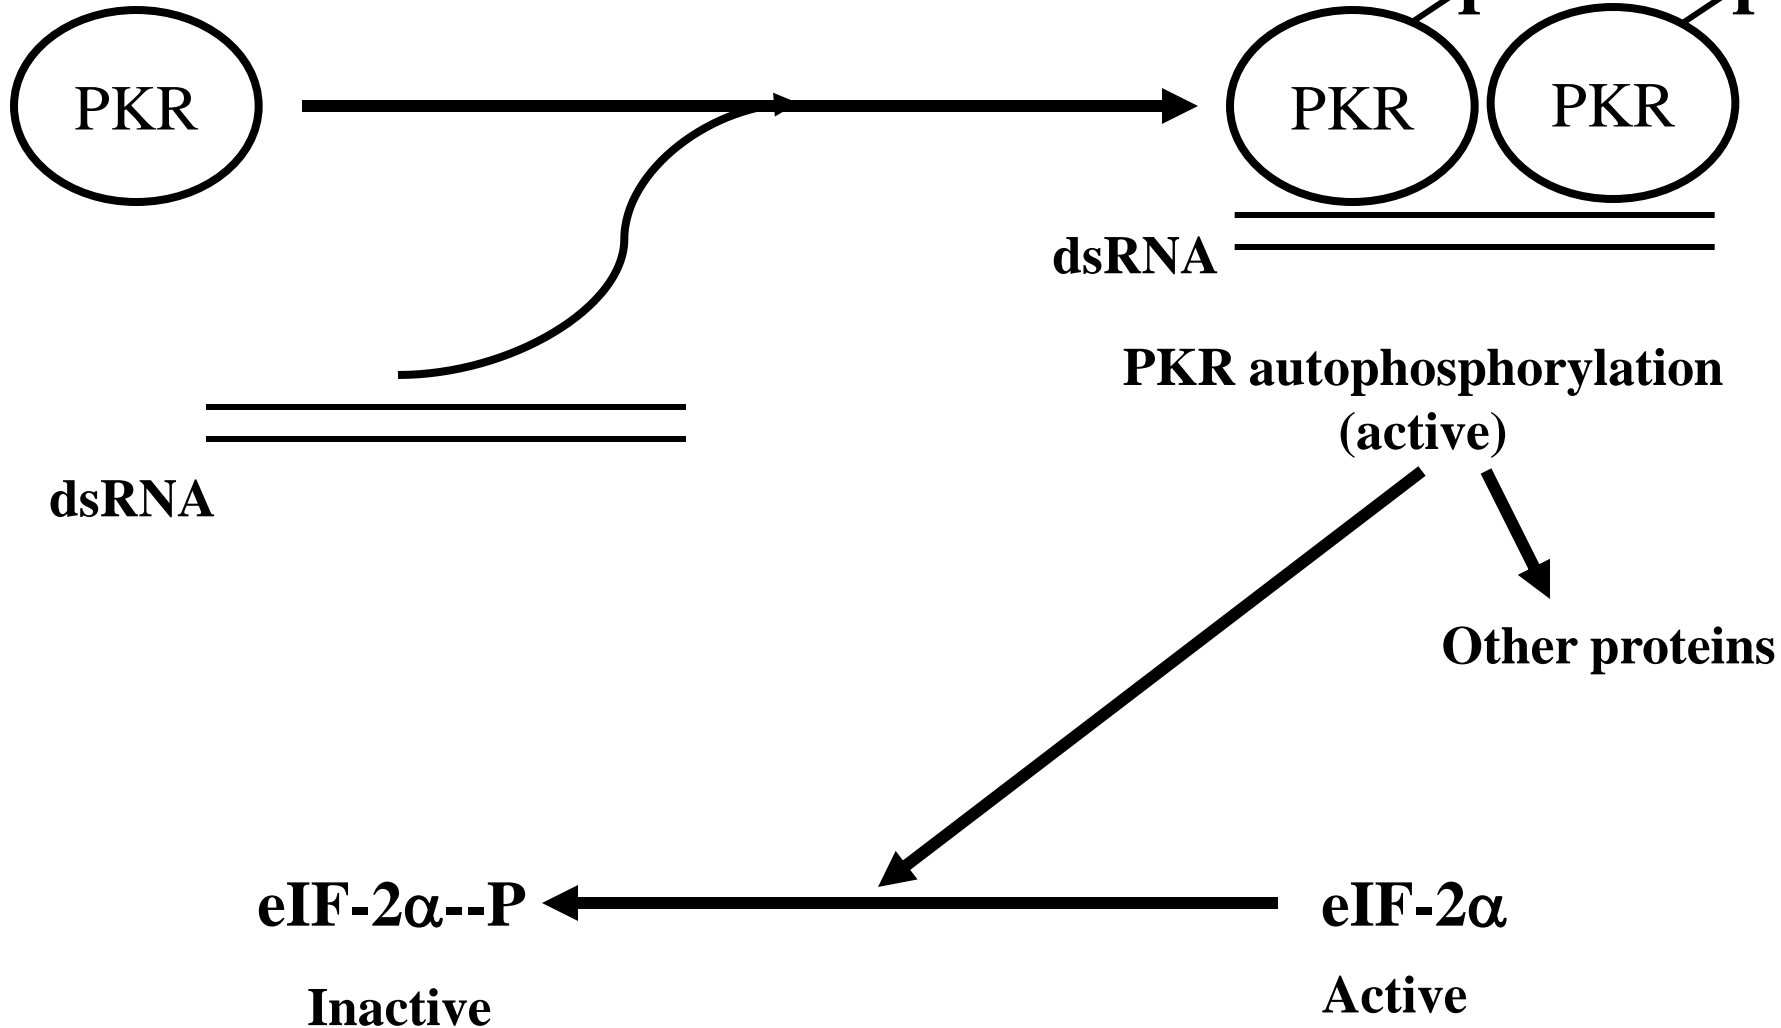 PKR
PKR
PKR
dsRNA
PKR autophosphorylation
(active)
dsRNA
Other proteins
eIF-2α--P
eIF-2α
Inactive
Active